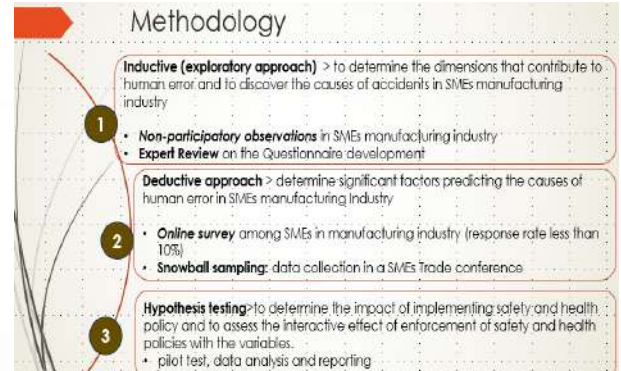 Methodology
Inductive (exploratory approach) > to determine the dimensions that contribute to
human error and to discover the causes of accidents in SMEs manufacturing
industry
1
• Non-participatory observations in SMEs manufacturing industry
• Expert Review on the Questionnaire development
Deductive approach > determine significant factors predicting the causes of
human error in SMEs manufacturing Industry
2
• Online survey among SMEs in manufacturing industry (response rate less than
10%)
• Snowball sampling: data collection in a SMEs Trade conference
Hypothesis testing>to determine the impact of implementing safety and health
policy and to assess the interactive effect of enforcement of safety and health
3
policies with the variables.
• pilot test, data analysis and reporting